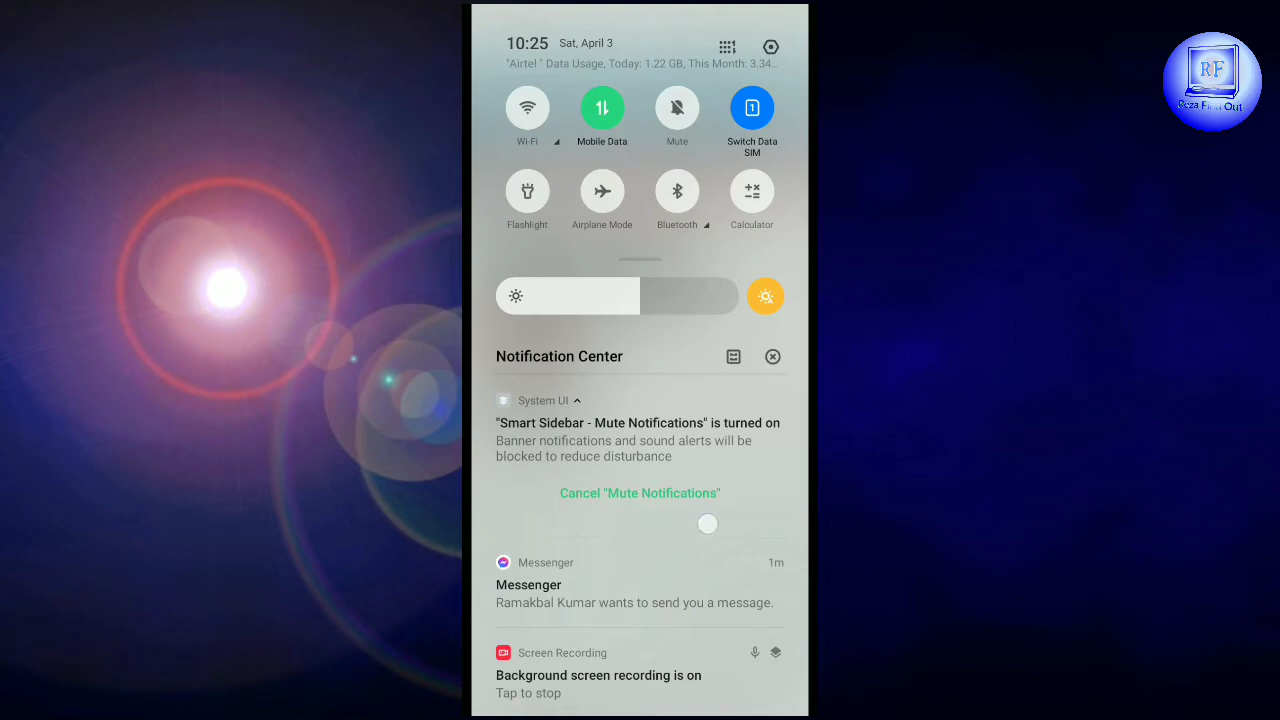 10:25 Sat, April 3
"Airtel " Data Usage, Today: 1.22 GB, This Month: 3.34...
Wi-Fi
Mobile Data
Mute
Switch Data SIM
Flashlight
Airplane Mode
Bluetooth
Calculator
Notification Center
System UI
"Smart Sidebar - Mute Notifications" is turned on
Banner notifications and sound alerts will be
blocked to reduce disturbance
Cancel "Mute Notifications"
Messenger 1m
Messenger
Ramakbal Kumar wants to send you a message.
Screen Recording
Background screen recording is on
Tap to stop
RF
Out